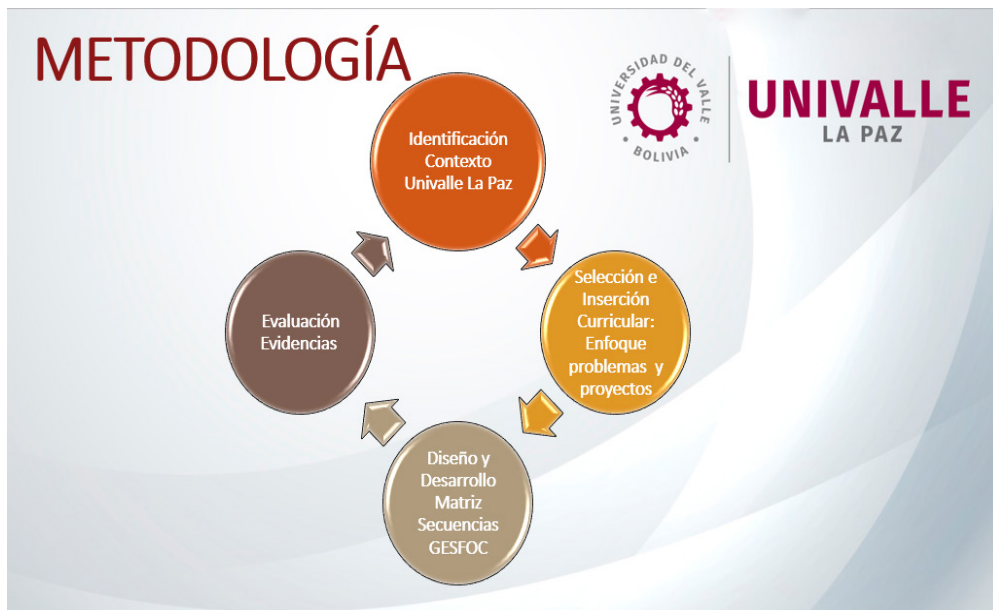 METODOLOGÍA
UNIVERSIDAD DEL VALLE
• BOLIVIA •
UNIVALLE
LA PAZ
Identificación
Contexto
Univalle La Paz
Selección e
Inserción
Curricular:
Enfoque
problemas y
proyectos
Diseño y
Desarrollo
Matriz
Secuencias
GESFOC
Evaluación
Evidencias